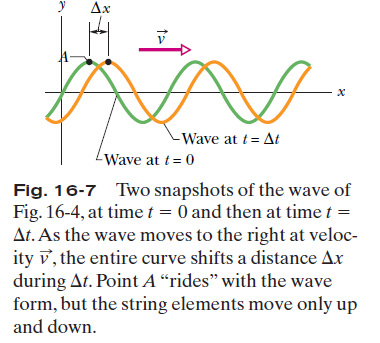 y
Δx
v⃗
A
x
Wave at t = Δt
Wave at t = 0
Fig. 16-7 Two snapshots of the wave of
Fig. 16-4, at time t = 0 and then at time t =
Δt. As the wave moves to the right at veloc-
ity v⃗, the entire curve shifts a distance Δx
during Δt. Point A “rides” with the wave
form, but the string elements move only up
and down.